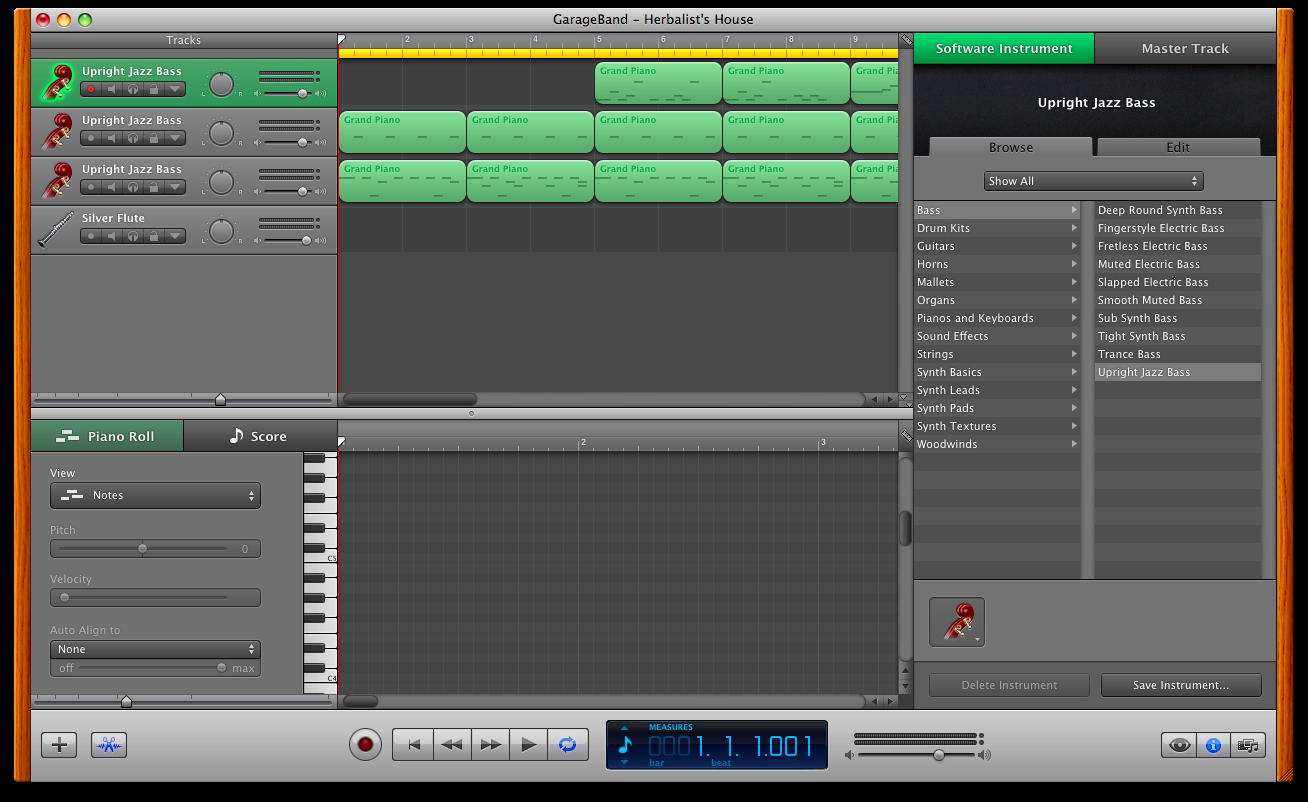 GarageBand – Herbalist's House
Tracks
2 3 4 5 6 7 8 9
Software Instrument
Master Track
Upright Jazz Bass
L R
Grand Piano
Grand Piano
Grand Pia
Upright Jazz Bass
L R
Grand Piano
Grand Piano
Grand Piano
Grand Piano
Grand Pia
Upright Jazz Bass
L R
Grand Piano
Grand Piano
Grand Piano
Grand Piano
Grand Pia
Silver Flute
L R
Upright Jazz Bass
Browse
Edit
Show All
Bass
Drum Kits
Guitars
Horns
Mallets
Organs
Pianos and Keyboards
Sound Effects
Strings
Synth Basics
Synth Leads
Synth Pads
Synth Textures
Woodwinds
Deep Round Synth Bass
Fingerstyle Electric Bass
Fretless Electric Bass
Muted Electric Bass
Slapped Electric Bass
Smooth Muted Bass
Sub Synth Bass
Tight Synth Bass
Trance Bass
Upright Jazz Bass
Piano Roll
Score
2 3
View
Notes
Pitch
0
Velocity
Auto Align to
None
off max
C5
C4
Delete Instrument
Save Instrument...
MEASURES
1. 1. 1.001
bar beat